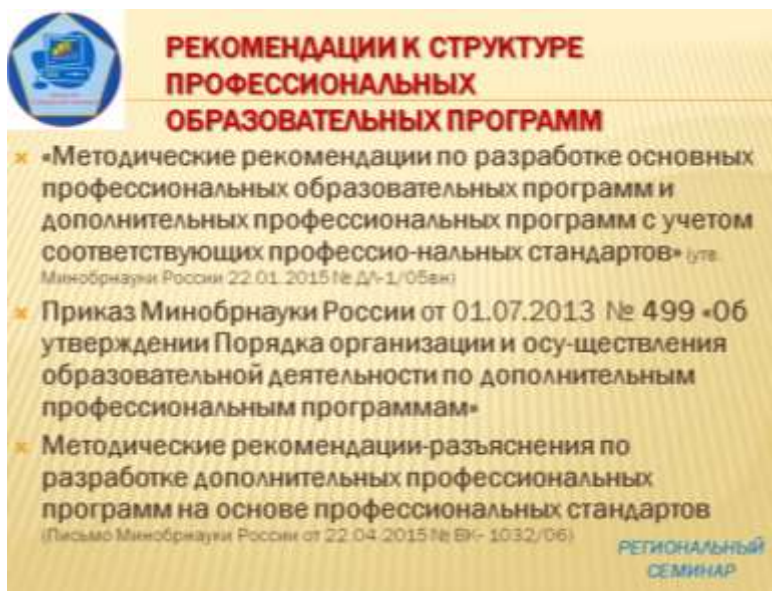 РЕКОМЕНДАЦИИ К СТРУКТУРЕ
ПРОФЕССИОНАЛЬНЫХ
ОБРАЗОВАТЕЛЬНЫХ ПРОГРАММ
«Методические рекомендации по разработке основных
профессиональных образовательных программ и
дополнительных профессиональных программ с учетом
соответствующих профессио-нальных стандартов» (утв.
Минобрнауки России 22.01.2015 № ДЛ-1/05вн)
Приказ Минобрнауки России от 01.07.2013 № 499 «Об
утверждении Порядка организации и осу-ществления
образовательной деятельности по дополнительным
профессиональным программам»
Методические рекомендации-разъяснения по
разработке дополнительных профессиональных
программ на основе профессиональных стандартов
(Письмо Минобрнауки России от 22.04.2015 № ВК- 1032/06)
РЕГИОНАЛЬНЫЙ
СЕМИНАР